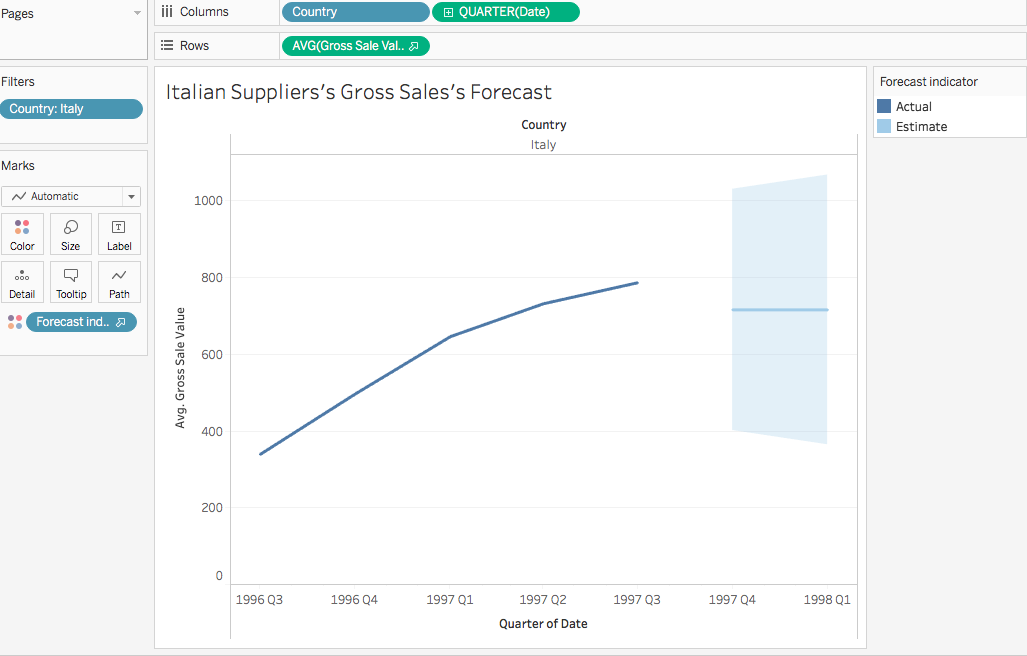 Pages
Columns
Country
QUARTER(Date)
Rows
AVG(Gross Sale Val..
Filters
Country: Italy
Marks
Automatic
Color
Size
Label
Detail
Tooltip
Path
Forecast ind..
Italian Suppliers's Gross Sales's Forecast
Country
Italy
Avg. Gross Sale Value
1000
800
600
400
200
0
1996 Q3 1996 Q4 1997 Q1 1997 Q2 1997 Q3 1997 Q4 1998 Q1
Quarter of Date
Forecast indicator
Actual
Estimate